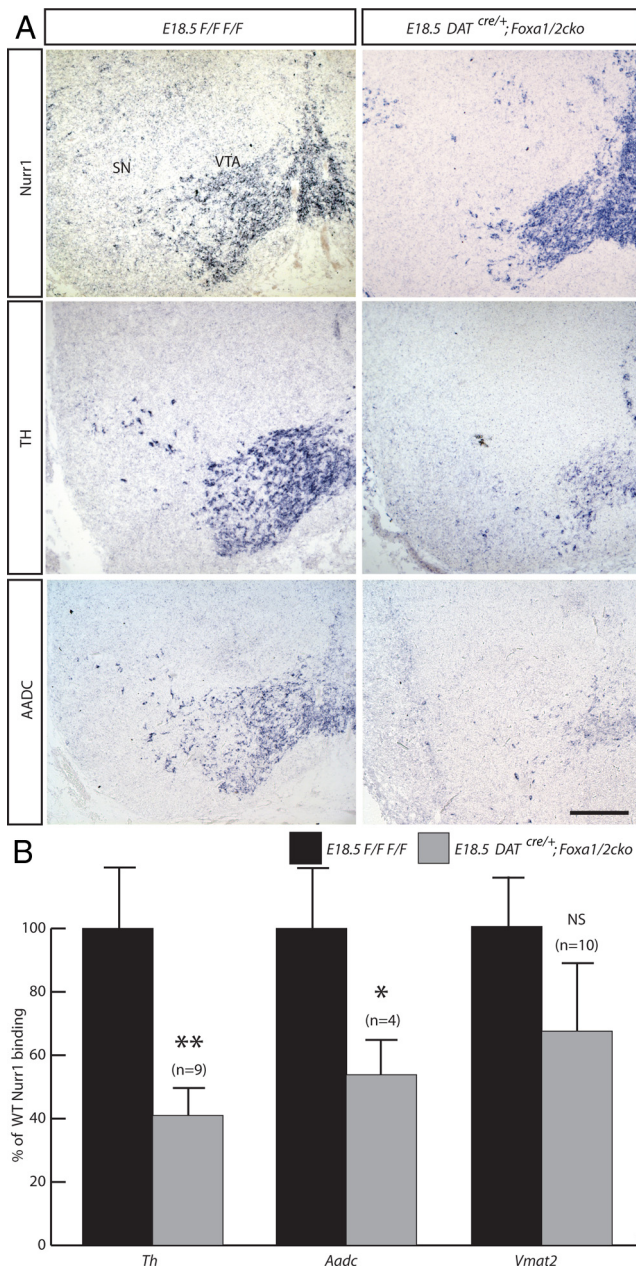 A
E18.5 F/F F/F
E18.5 DAT cre/+; Foxa1/2cko
Nurr1
SN
VTA
TH
AADC
B
E18.5 F/F F/F
E18.5 DAT cre/+; Foxa1/2cko
% of WT Nurr1 binding
100
80
60
40
20
0
**
(n=9)
*
(n=4)
NS
(n=10)
Th
Aadc
Vmat2